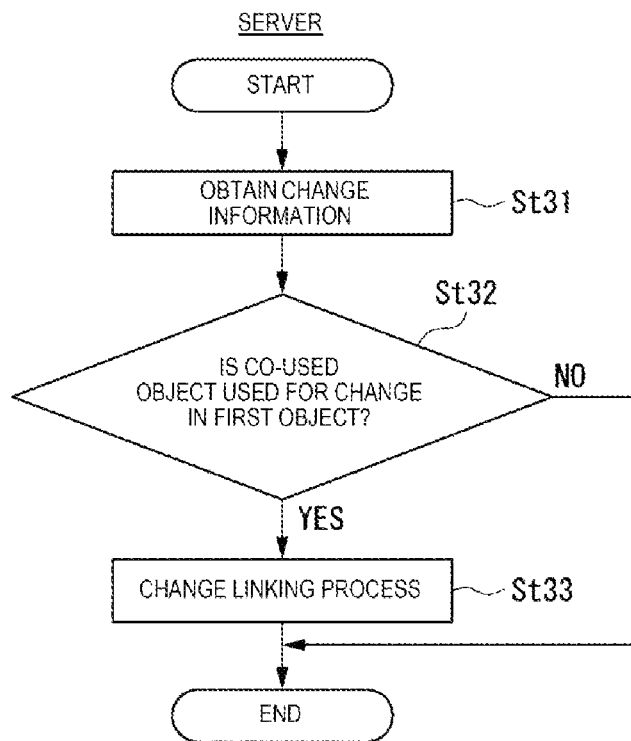 SERVER
START
OBTAIN CHANGE
INFORMATION
St31
St32
IS CO-USED
OBJECT USED FOR CHANGE
IN FIRST OBJECT?
NO
YES
CHANGE LINKING PROCESS
St33
END